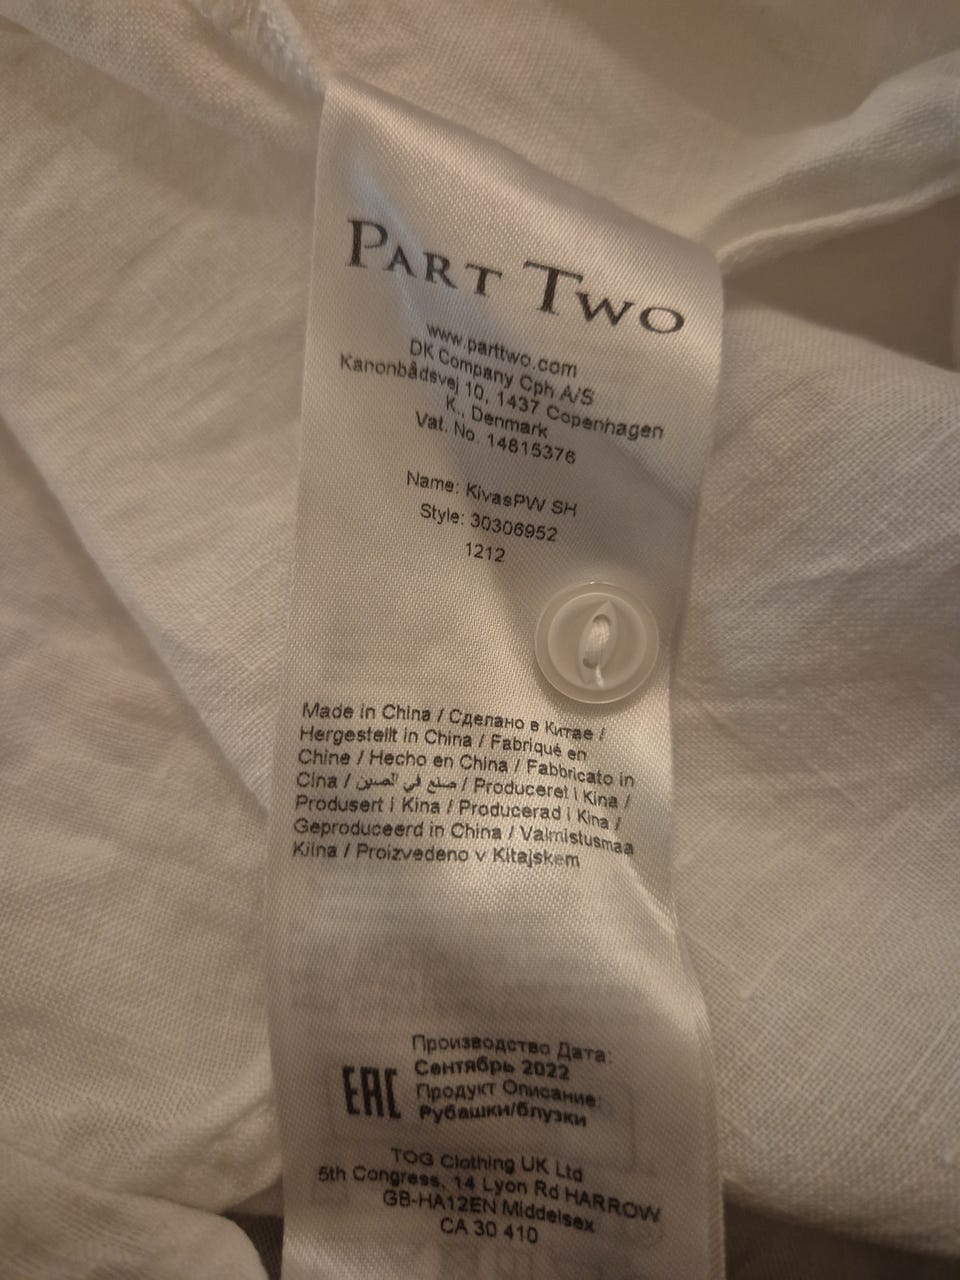 PART TWO
www.parttwo.com
DK Company Cph A/S
Kanonbådsvej 10, 1437 Copenhagen
K., Denmark
Vat. No. 14815376
Name: KivasPW SH
Style: 30306952
1212
Made in China / Сделано в Китае /
Hergestellt in China / Fabriqué en
Chine / Hecho en China / Fabbricato in
Cina / صنع في الصين / Produceret i Kina /
Produsert i Kina / Producerad i Kina /
Geproduceerd in China / Valmistusmaa
Kiina / Proizvedeno v Kitajskem
Производство Дата:
Сентябрь 2022
EAC
Продукт Описание:
Рубашки/блузки
TOG Clothing UK Ltd
5th Congress, 14 Lyon Rd HARROW
GB-HA12EN Middelsex
CA 30 410